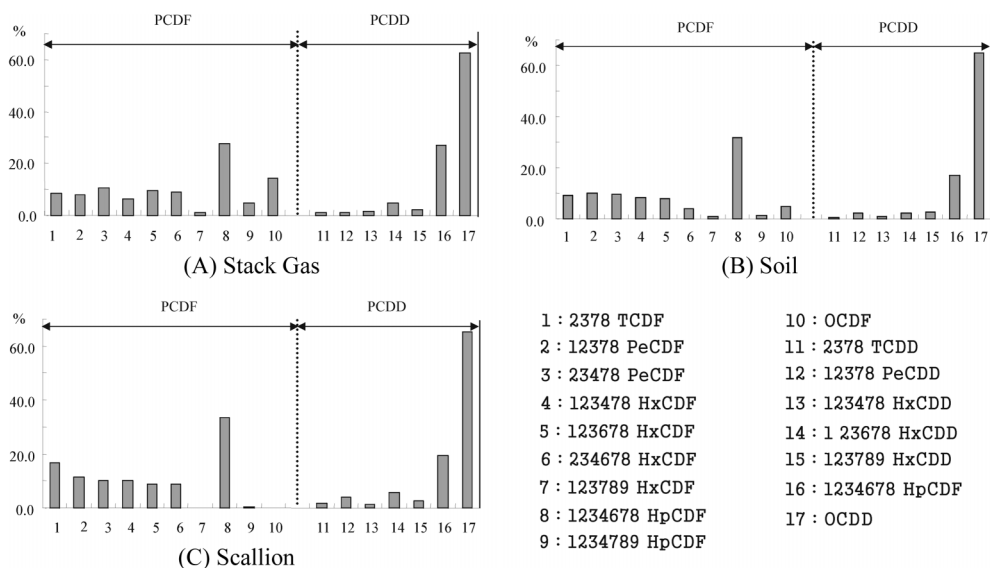 PCDF PCDD
%
60.0
40.0
20.0
0.0
1 2 3 4 5 6 7 8 9 10 11 12 13 14 15 16 17
(A) Stack Gas
PCDF PCDD
%
60.0
40.0
20.0
0.0
1 2 3 4 5 6 7 8 9 10 11 12 13 14 15 16 17
(B) Soil
PCDF PCDD
%
60.0
40.0
20.0
0.0
1 2 3 4 5 6 7 8 9 10 11 12 13 14 15 16 17
(C) Scallion
1 : 2378 TCDF
2 : 12378 PeCDF
3 : 23478 PeCDF
4 : 123478 HxCDF
5 : 123678 HxCDF
6 : 234678 HxCDF
7 : 123789 HxCDF
8 : 1234678 HpCDF
9 : 1234789 HpCDF
10 : OCDF
11 : 2378 TCDD
12 : 12378 PeCDD
13 : 123478 HxCDD
14 : 1 23678 HxCDD
15 : 123789 HxCDD
16 : 1234678 HpCDF
17 : OCDD